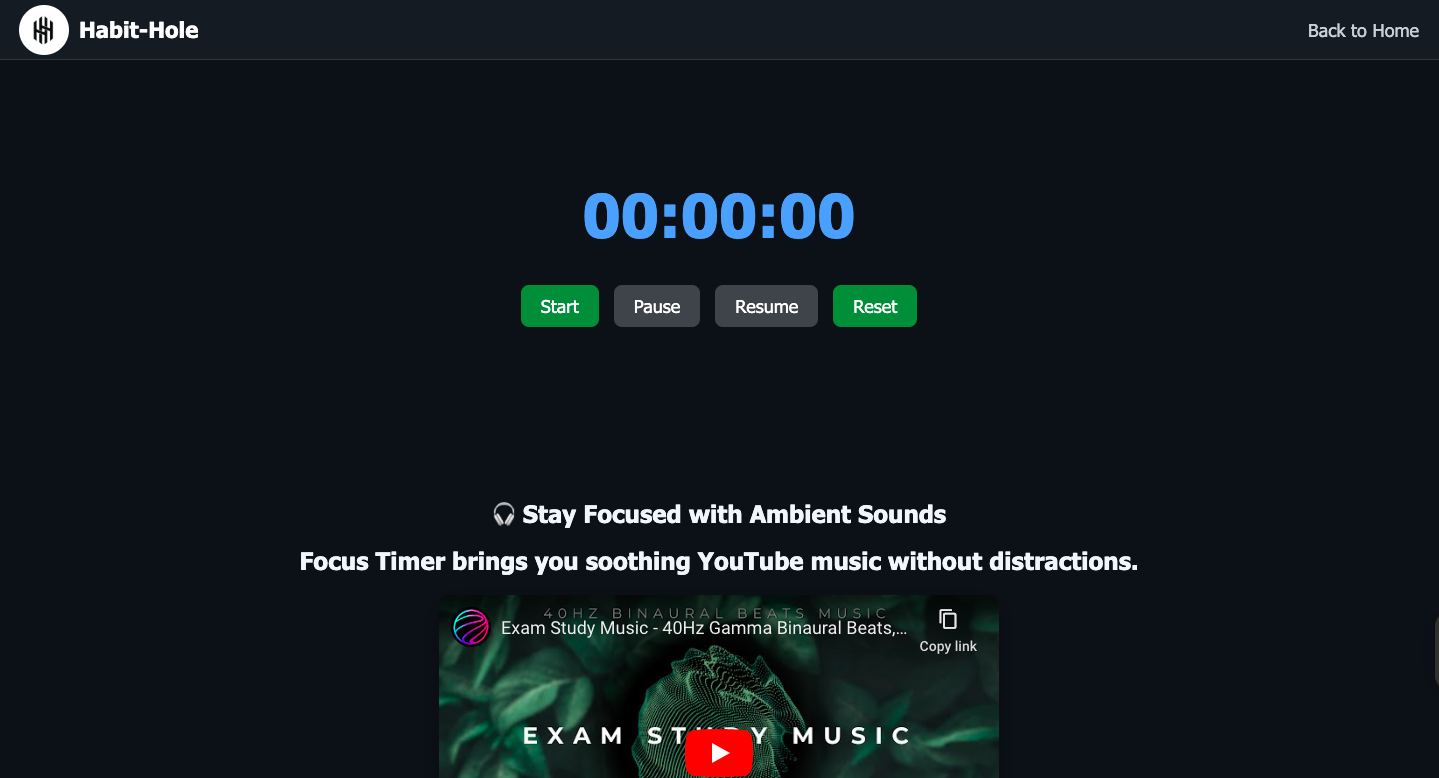 Habit-Hole
Back to Home
00:00:00
Start
Pause
Resume
Reset
🎧 Stay Focused with Ambient Sounds
Focus Timer brings you soothing YouTube music without distractions.
40HZ BINAURAL BEATS MUSIC
Exam Study Music - 40Hz Gamma Binaural Beats,...
Copy link
EXAM STUDY MUSIC